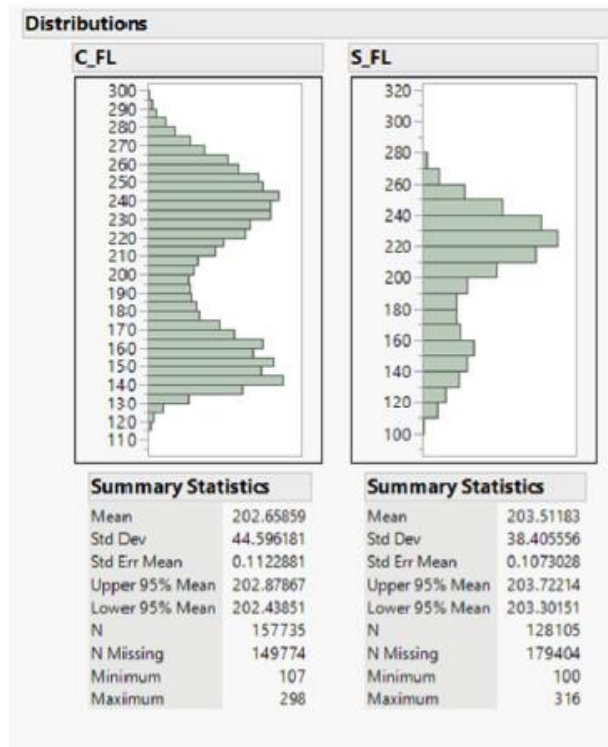 Distributions
C_FL
300
290
280
270
260
250
240
230
220
210
200
190
180
170
160
150
140
130
120
110
Summary Statistics
Mean 202.65859
Std Dev 44.596181
Std Err Mean 0.1122881
Upper 95% Mean 202.87867
Lower 95% Mean 202.43851
N 157735
N Miissing 149774
Minimum 107
Maxiimum 298
S_FL
320
300
280
260
240
220
200
180
160
140
120
100
Summary Statistics
Mean 203.51183
Std Dev 38.405556
Std Err Mean 0.1073028
Upper 95% Mean 203.72214
Lower 95% Mean 203.30151
N 128105
N Missing 179404
Minimum 100
Maximum 316